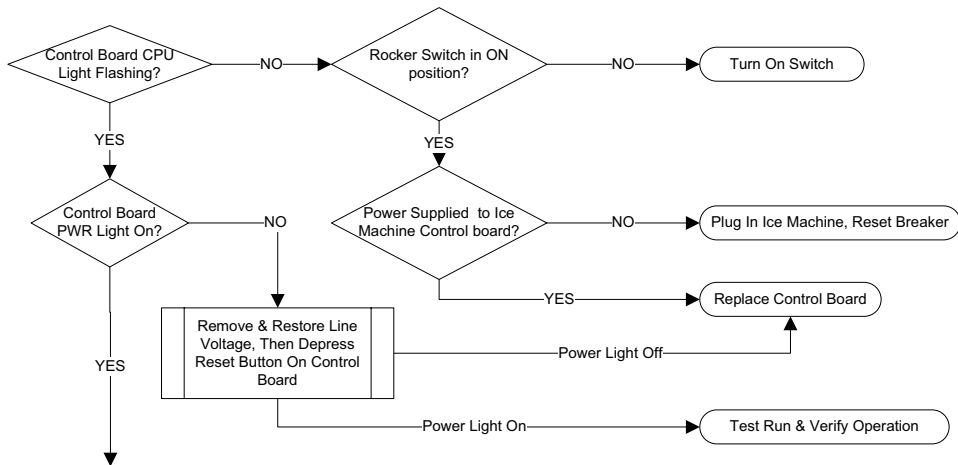 Control Board CPU
Light Flashing?
NO
Rocker Switch in ON
position?
NO
Turn On Switch
YES
YES
Control Board
PWR Light On?
NO
Power Supplied to Ice
Machine Control board?
NO
Plug In Ice Machine, Reset Breaker
YES
Replace Control Board
Remove & Restore Line
Voltage, Then Depress
Reset Button On Control
Board
Power Light Off
YES
Power Light On
Test Run & Verify Operation